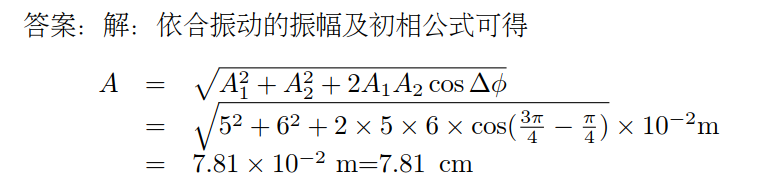 答案：解：依合振动的振幅及初相公式可得
A = √(A₁² + A₂² + 2A₁A₂ cos Δϕ)
= √(5² + 6² + 2 × 5 × 6 × cos(3π/4 − π/4)) × 10⁻²m
= 7.81 × 10⁻² m=7.81 cm